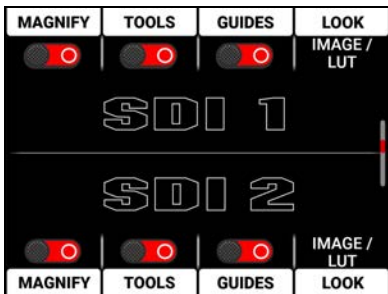 MAGNIFY TOOLS GUIDES LOOK
IMAGE /
LUT
SDI 1
SDI 2
IMAGE /
LUT
MAGNIFY TOOLS GUIDES LOOK